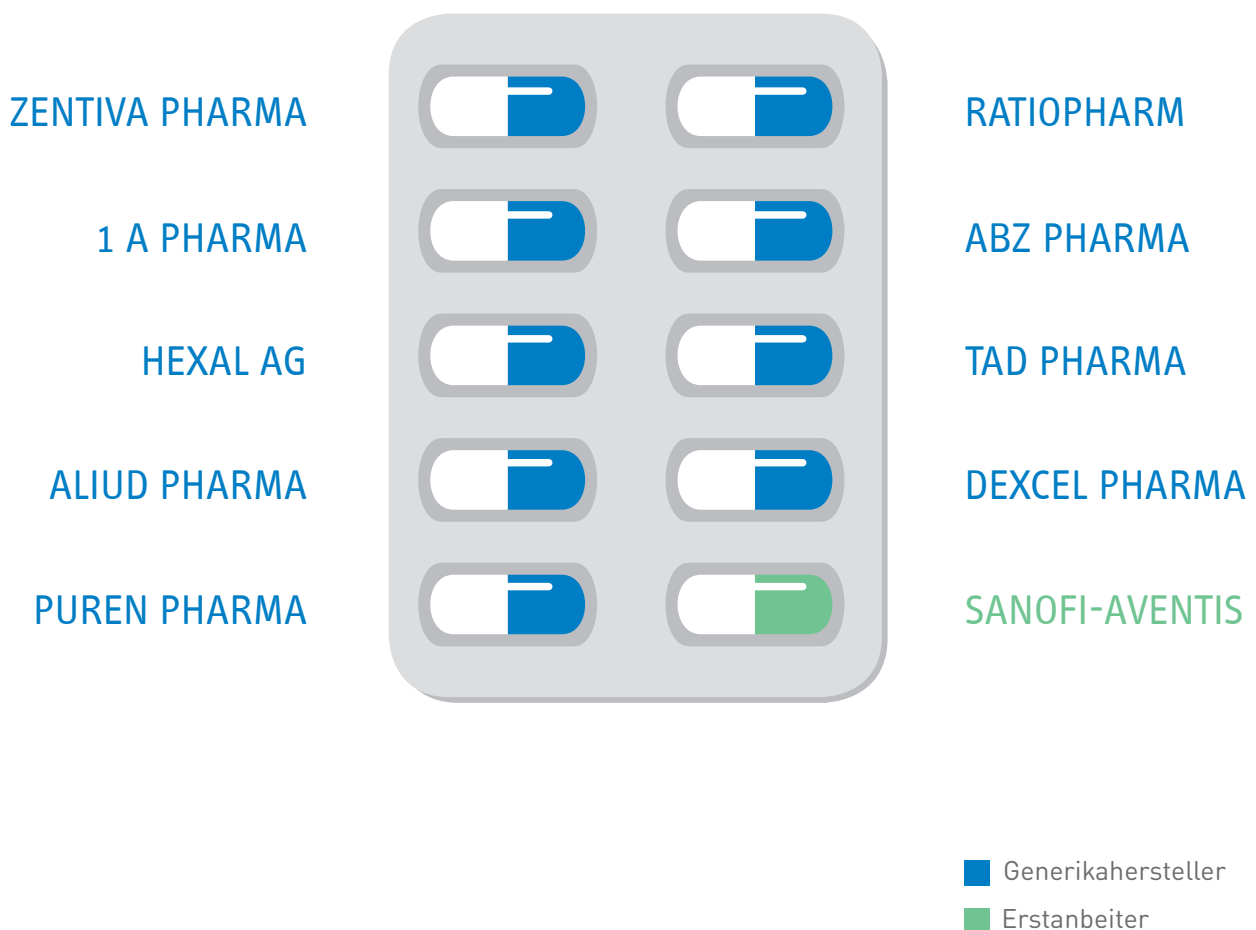 ZENTIVA PHARMA
RATIOPHARM
1 A PHARMA
ABZ PHARMA
HEXAL AG
TAD PHARMA
ALIUD PHARMA
DEXCEL PHARMA
PUREN PHARMA
SANOFI-AVENTIS
Generikahersteller
Erstanbeiter